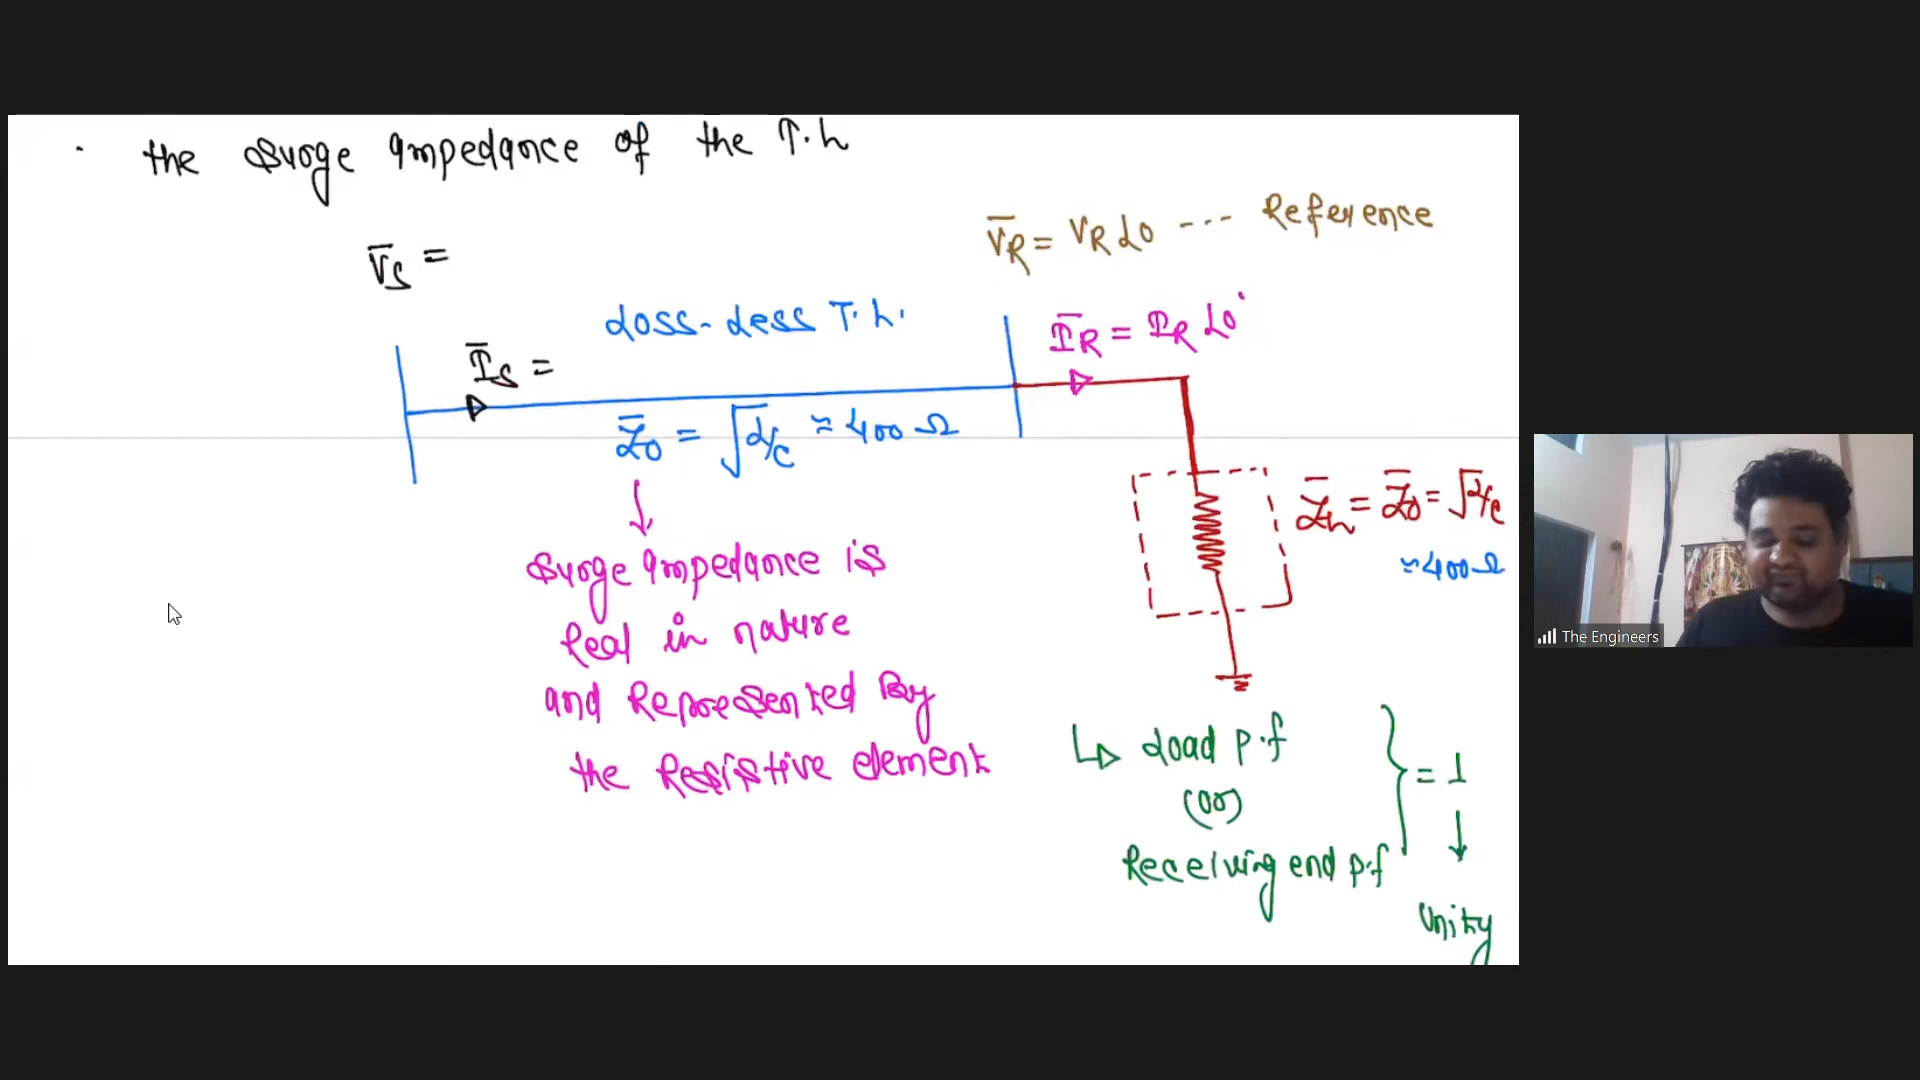 the surge impedance of the T.L
V̄R = VR∠0 --- Reference
V̄s =
Loss-Less T.L.
ĪR = IR∠0°
Īs =
Z̄0 = √L/C ≈ 400 Ω
Z̄L = Z̄0 = √L/C
≈ 400 Ω
surge impedance is
Real in nature
and Represented By
the Resistive element
The Engineers
↳ Load p.f
(or)
Receiving end p.f
} = 1
↓
Unity